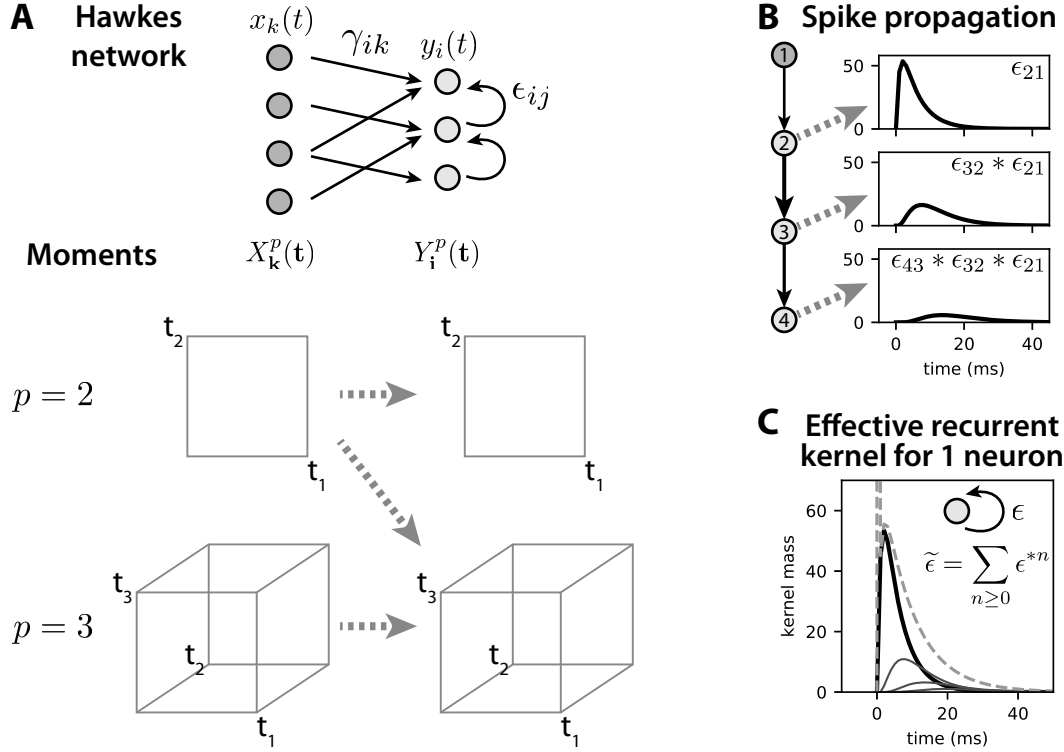 A Hawkes
network
x_k(t)
γ_ik
y_i(t)
ϵ_ij
Moments
X^p_k(t)
Y^p_i(t)
p = 2
t_2
t_1
t_2
t_1
p = 3
t_3
t_2
t_1
t_3
t_2
t_1
B Spike propagation
1
2
3
4
50
0
ϵ_21
50
0
ϵ_32 * ϵ_21
50
0
ϵ_43 * ϵ_32 * ϵ_21
0 20 40
time (ms)
C Effective recurrent
kernel for 1 neuron
kernel mass
60
40
20
0
ϵ
ϵ̃ = ∑_{n≥0} ϵ^{*n}
0 20 40
time (ms)